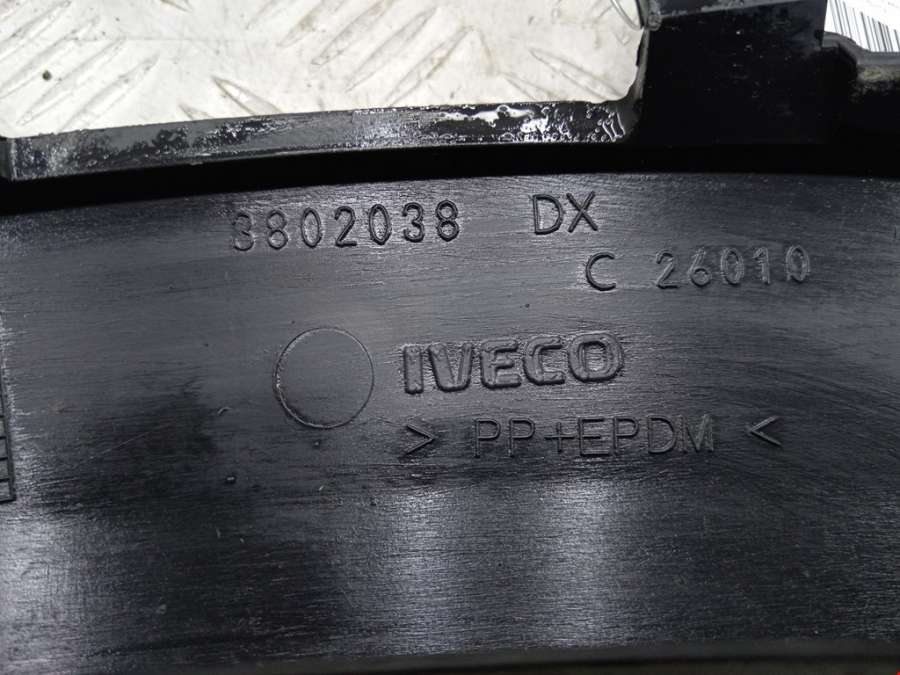 3802038 DX
C 26010
IVECO
> PP+EPDM <